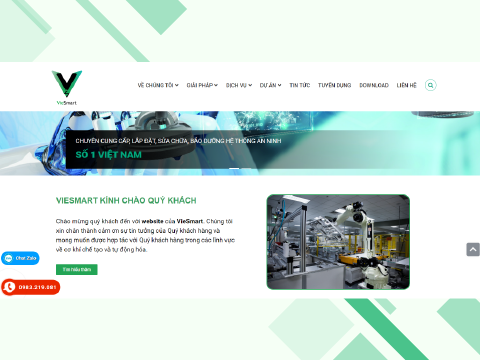 VieSmart
VỀ CHÚNG TÔI GIẢI PHÁP DỊCH VỤ DỰ ÁN TIN TỨC TUYỂN DỤNG DOWNLOAD LIÊN HỆ
CHUYÊN CUNG CẤP, LẮP ĐẶT, SỬA CHỮA, BẢO DƯỠNG HỆ THỐNG AN NINH
SỐ 1 VIỆT NAM
VIESMART KÍNH CHÀO QUÝ KHÁCH
Chào mừng quý khách đến với website của VieSmart. Chúng tôi
xin chân thành cảm ơn sự tin tưởng của Quý khách hàng và
mong muốn được hợp tác với Quý khách hàng trong các lĩnh vực
về cơ khí chế tạo và tự động hóa.
Tìm hiểu thêm
Chat Zalo
0983.219.081